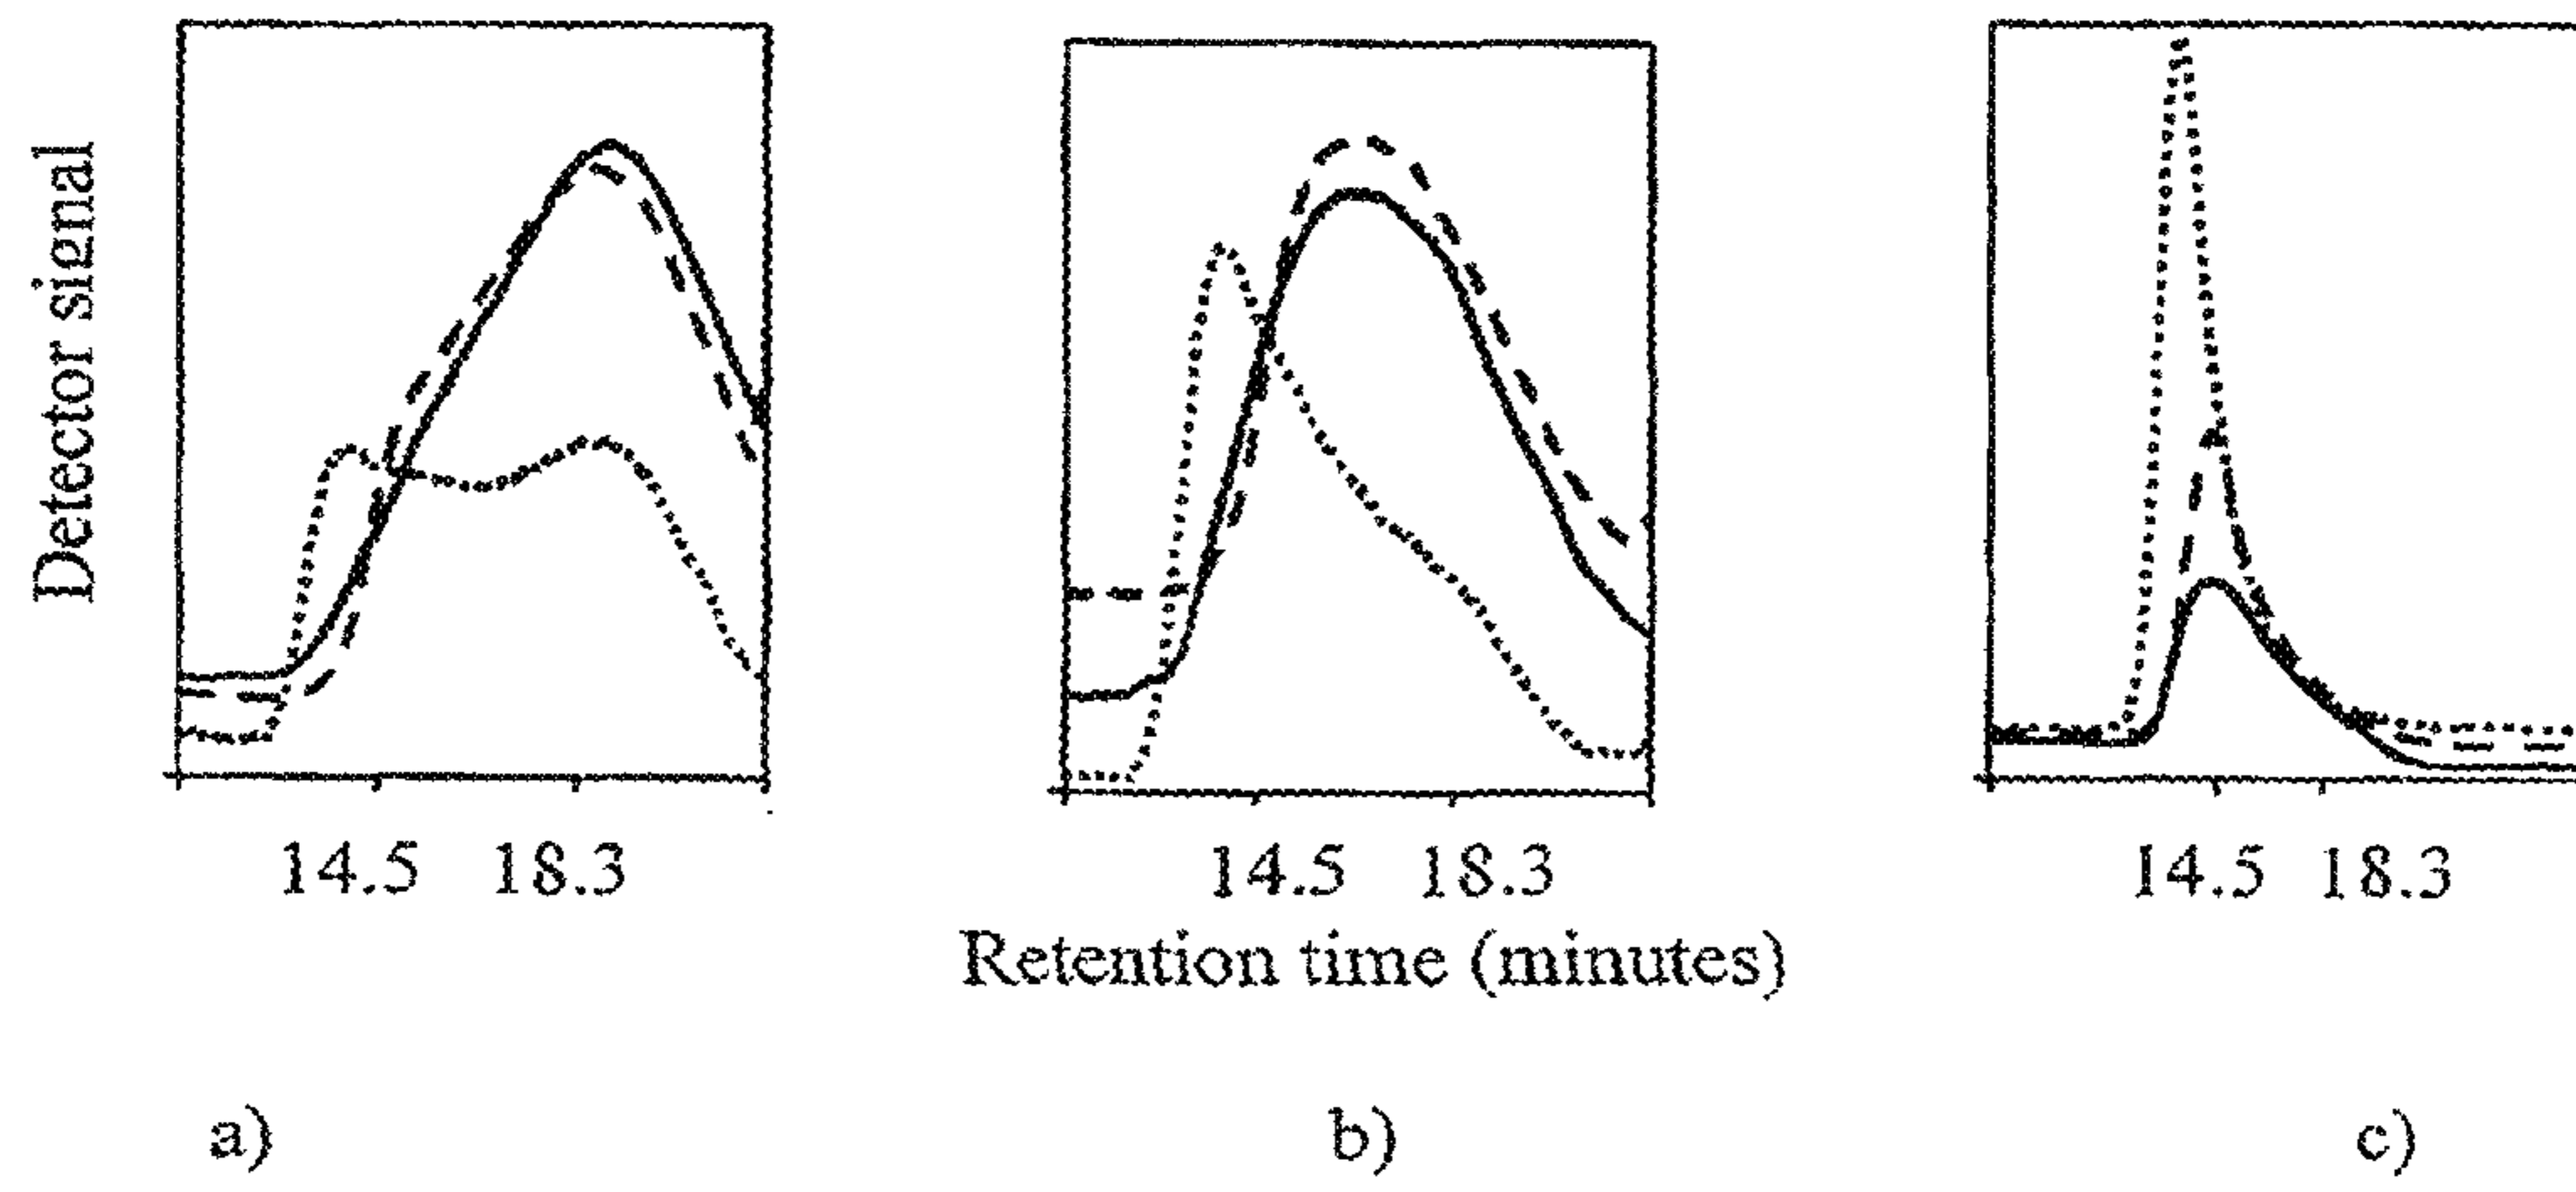 Detector signal
14.5 18.3
14.5 18.3
14.5 18.3
Retention time (minutes)
a)
b)
c)